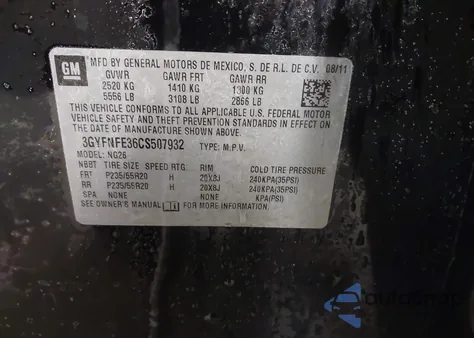 GM
MFD BY GENERAL MOTORS DE MEXICO, S. DE R.L. DE C.V. 08/11
GVWR GAWR FRT GAWR RR
2520 KG 1410 KG 1300 KG
5556 LB 3108 LB 2866 LB
THIS VEHICLE CONFORMS TO ALL APPLICABLE U.S. FEDERAL MOTOR
VEHICLE SAFETY AND THEFT PREVENTION STANDARDS IN EFFECT
ON THE DATE OF MANUFACTURE SHOWN ABOVE.
3GYFNFE36CS507932 TYPE: M.P.V.
MODEL: NG26
NBBT TIRE SIZE SPEED RTG RIM COLD TIRE PRESSURE
FRT P235/55R20 H 20X8J 240KPA(35PSI)
RR P235/55R20 H 20X8J 240KPA(35PSI)
SPA NONE NONE KPA(PSI)
SEE OWNER'S MANUAL FOR MORE INFORMATION